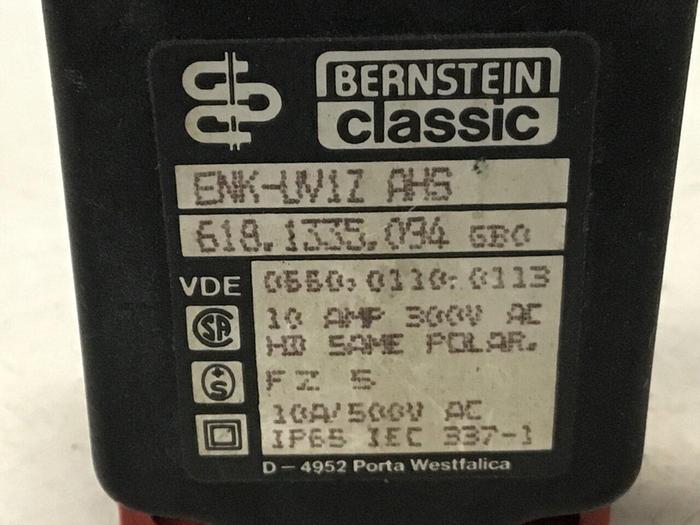 BERNSTEIN
classic
ENK-UV1Z AHS
618.1335.094 GBO
VDE 0660, 0110, 0113
10 AMP 300V AC
HD SAME POLAR.
FZ 5
10A/500V AC
IP65 IEC 337-1
D-4952 Porta Westfalica